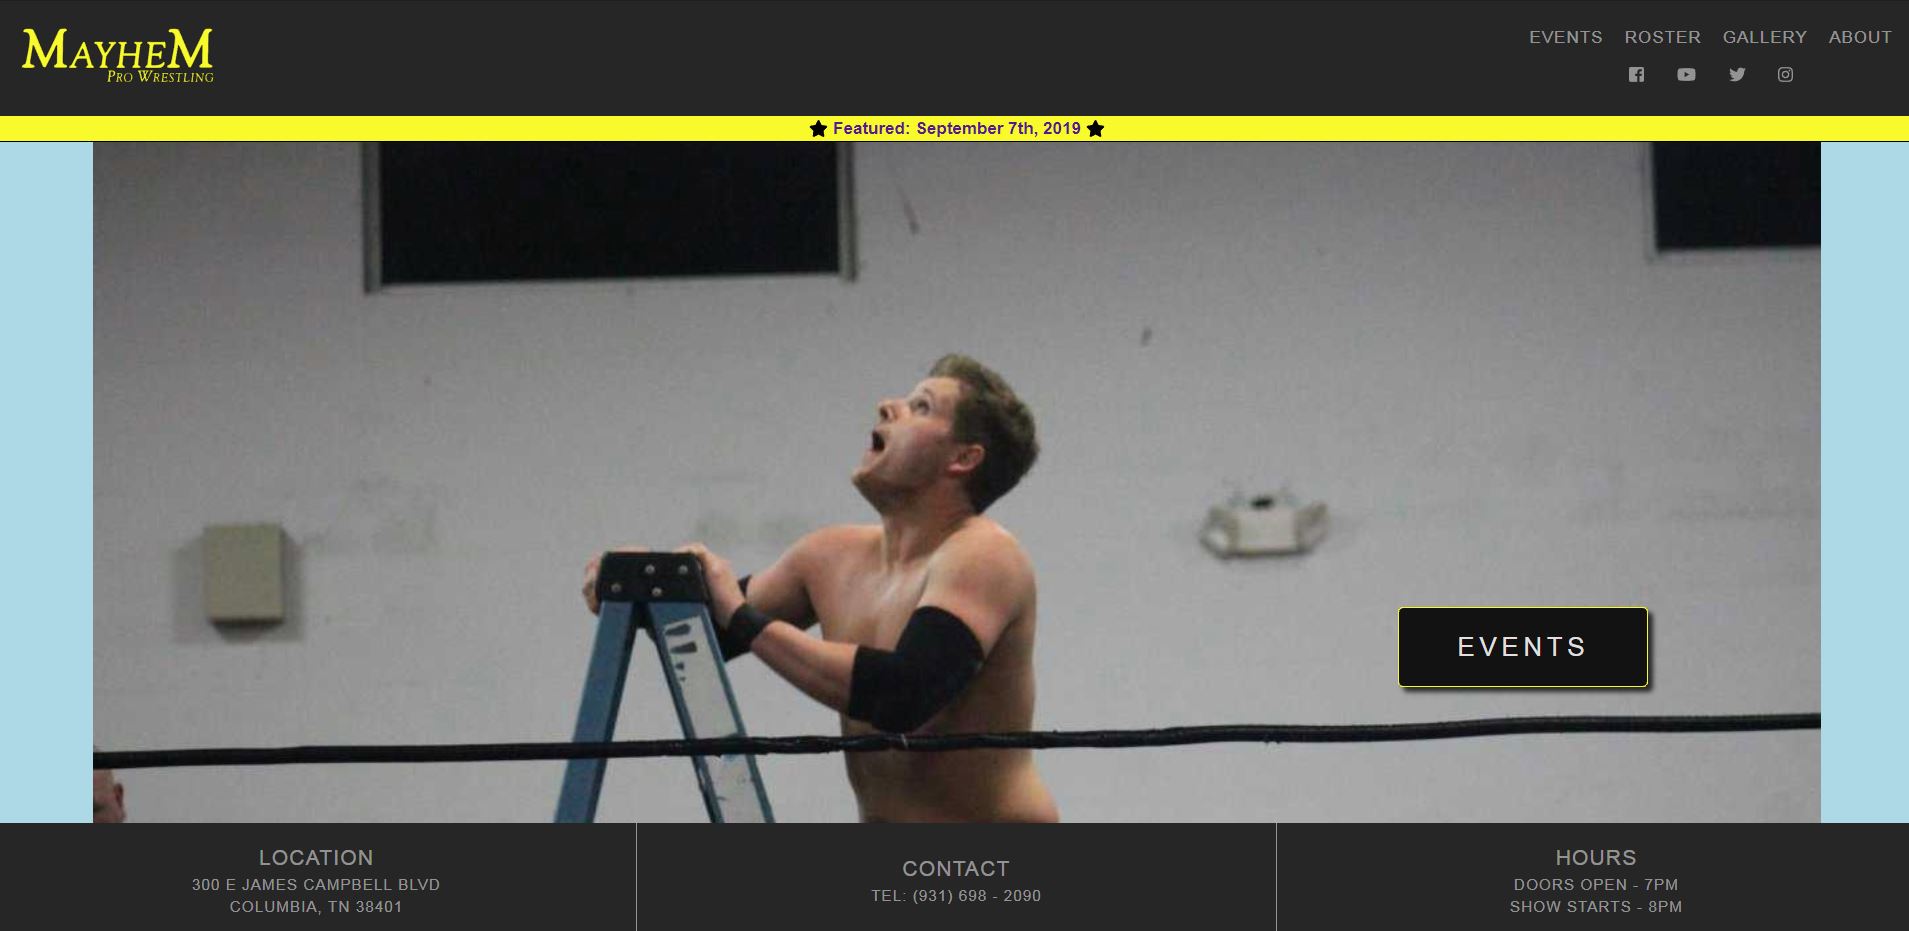 MAYHEM
PRO WRESTLING
EVENTS ROSTER GALLERY ABOUT
Featured: September 7th, 2019
EVENTS
LOCATION
300 E JAMES CAMPBELL BLVD
COLUMBIA, TN 38401
CONTACT
TEL: (931) 698 - 2090
HOURS
DOORS OPEN - 7PM
SHOW STARTS - 8PM